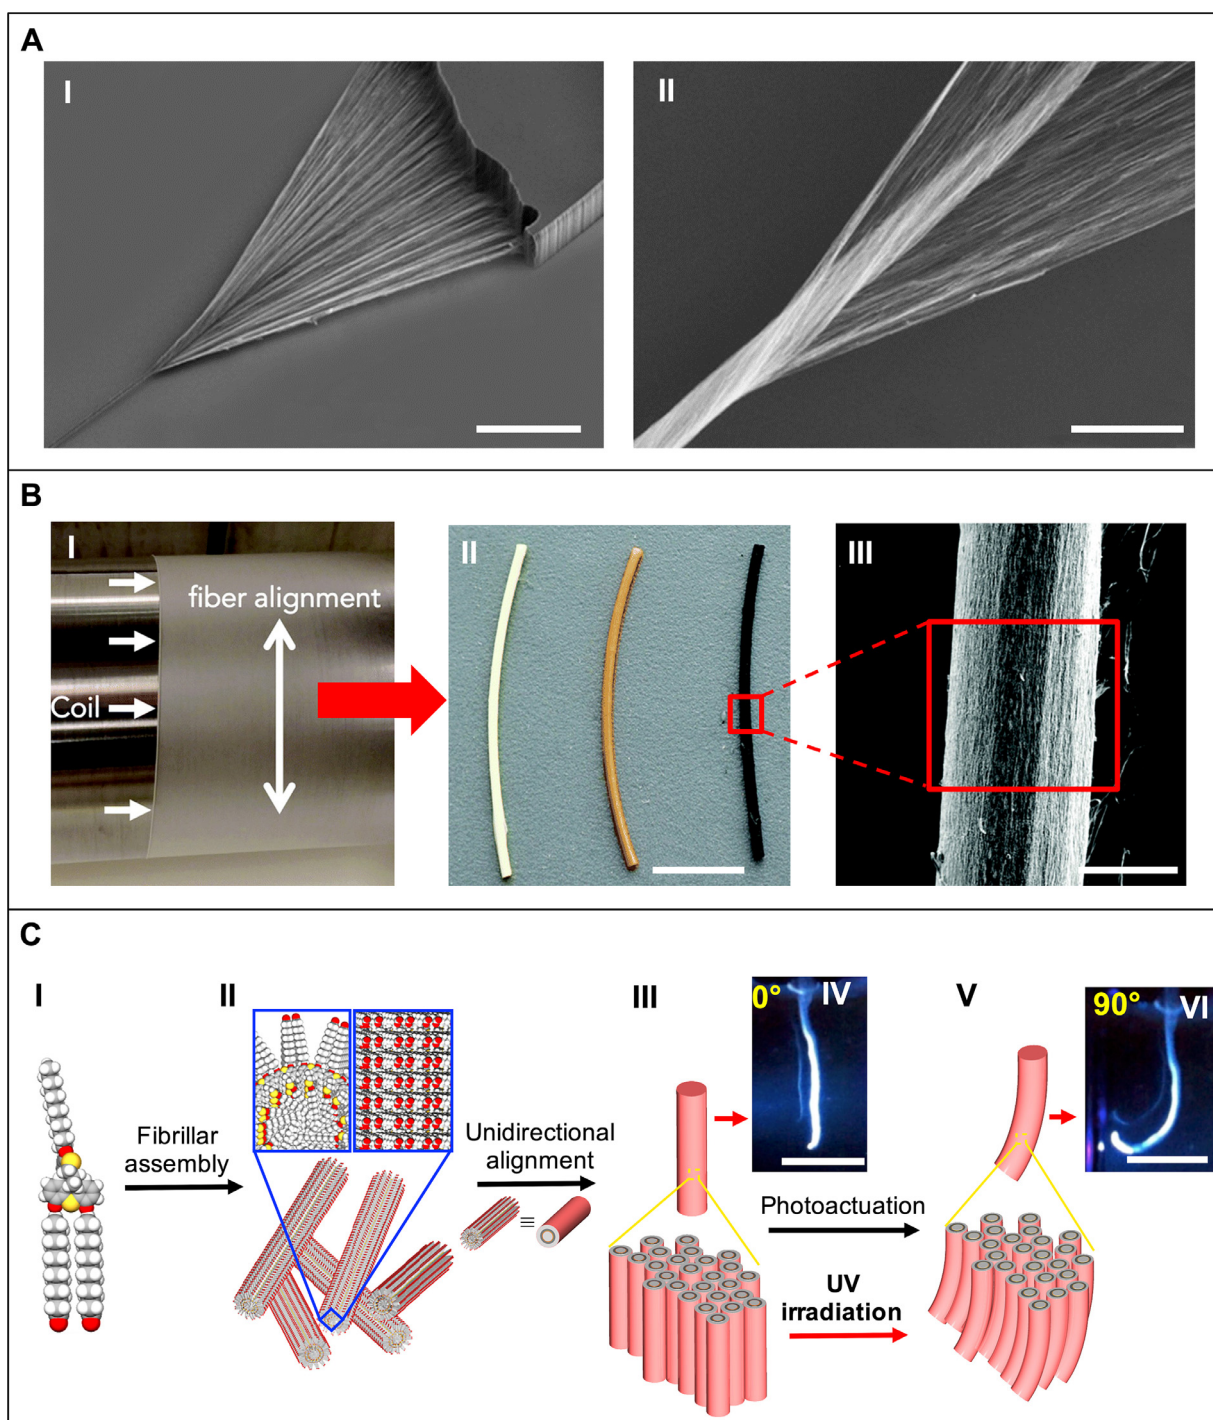 A
I
II
B
I
fiber alignment
Coil
II
III
C
I
II
III
0°
IV
V
90°
VI
Fibrillar
assembly
Unidirectional
alignment
≡
Photoactuation
UV
irradiation